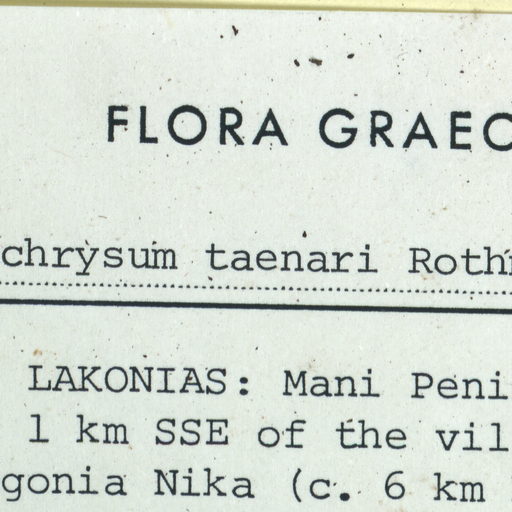 FLORA GRAEC
chrysum taenari Roth
LAKONIAS: Mani Peni
1 km SSE of the vil
gonia Nika (c. 6 km